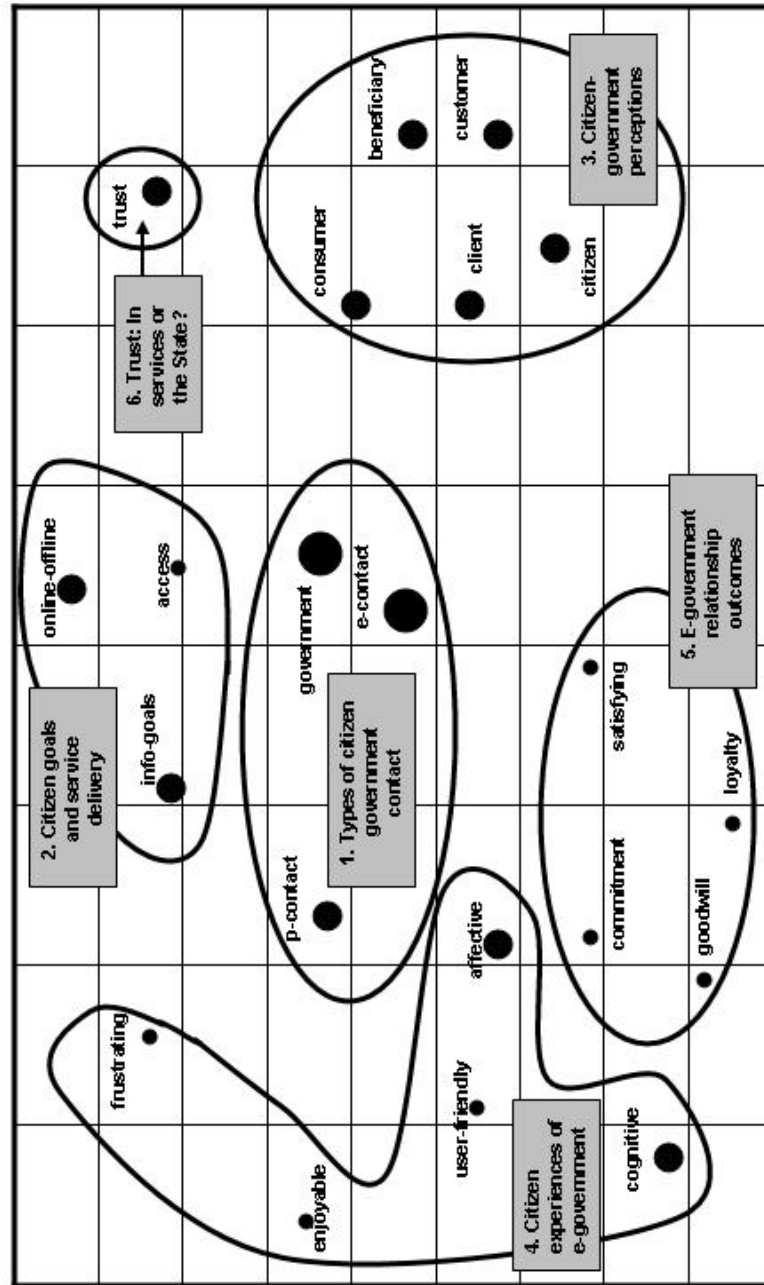 frustrating
enjoyable
user-friendly
affective
cognitive
4. Citizen
experiences of
e-government
2. Citizen goals
and service
delivery
info-goals
online-offline
access
p-contact
1. Types of citizen
government
contact
government
e-contact
commitment
goodwill
loyalty
satisfying
5. E-government
relationship
outcomes
6. Trust: In
services or
the State?
trust
consumer
client
citizen
beneficiary
customer
3. Citizen-
government
perceptions